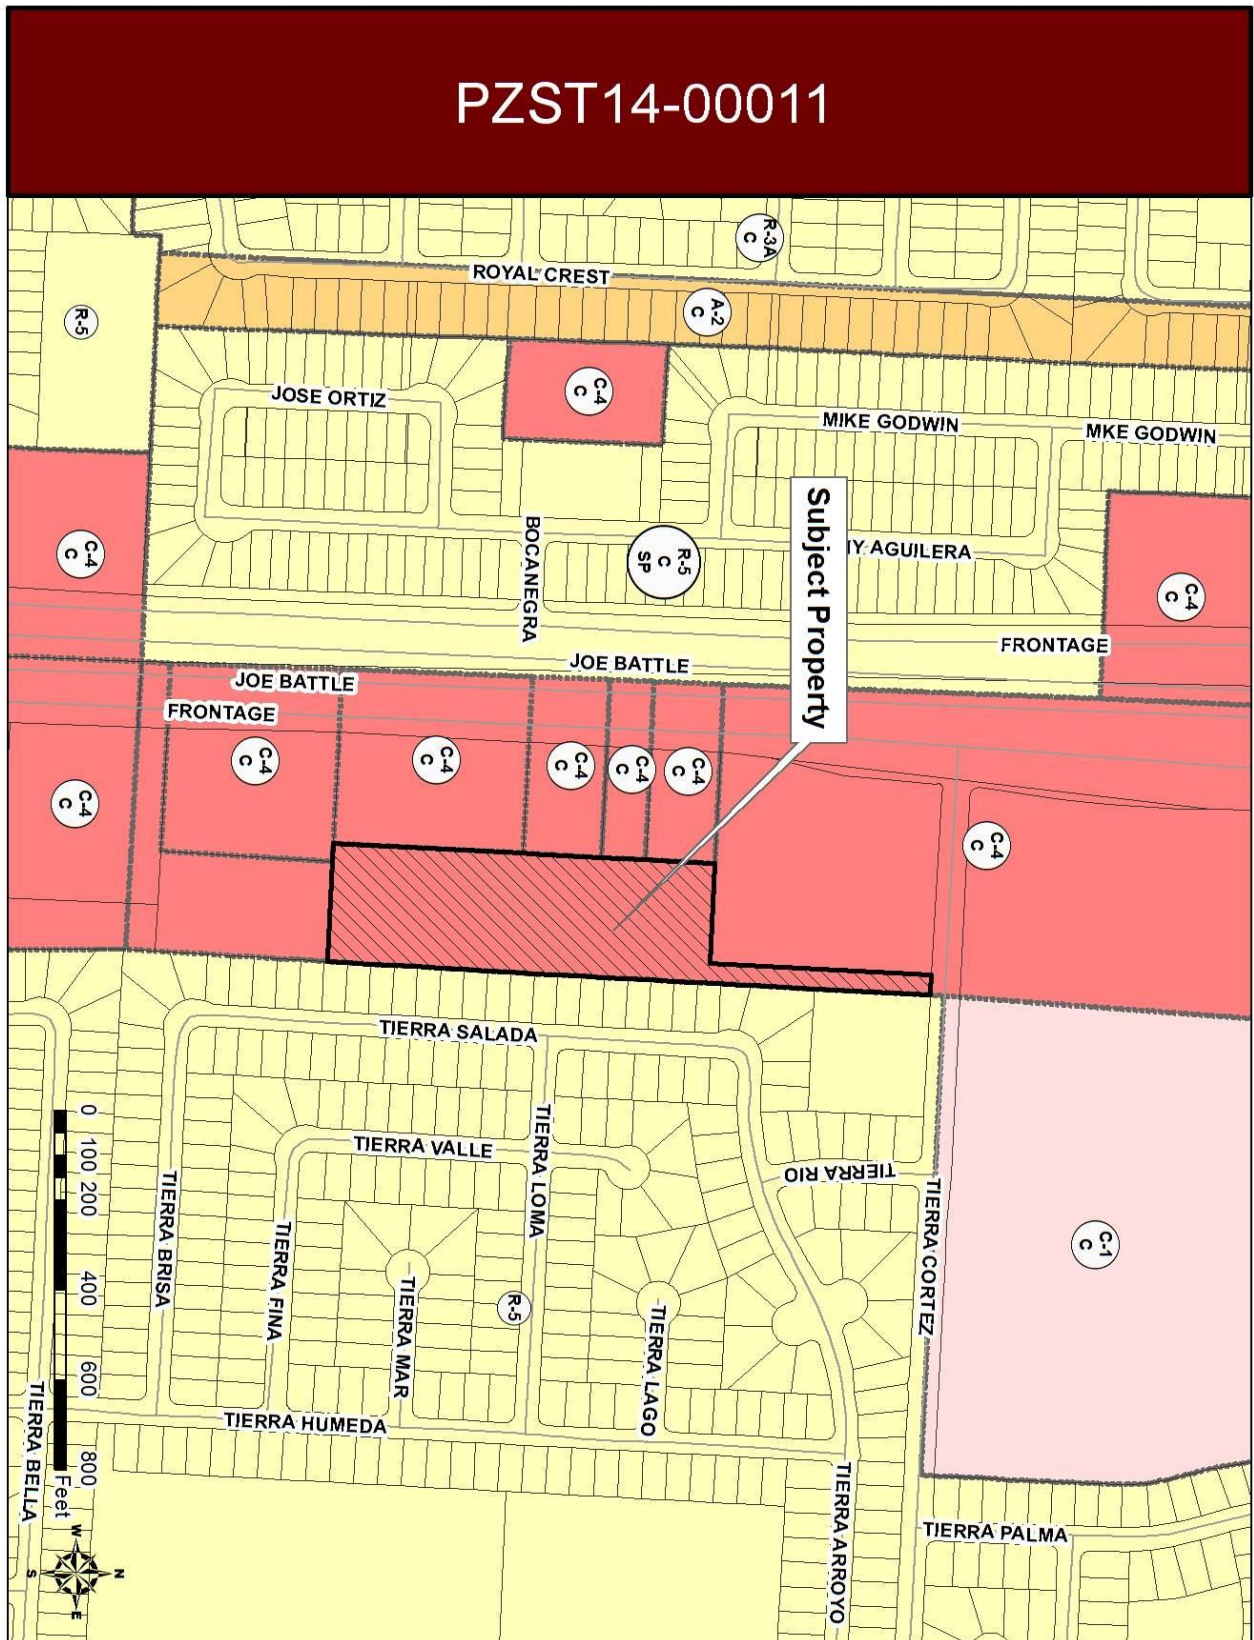 PZST14-00011
R-3A
C
ROYAL CREST
A-2
C
R-5
C-4
C
JOSE ORTIZ
MIKE GODWIN
MKE GODWIN
Subject Property
BOCANEGRA
R-5
C
SP
AGUILERA
C-4
C
C-4
C
FRONTAGE
JOE BATTLE
JOE BATTLE
FRONTAGE
C-4
C
C-4
C
C-4
C
C-4
C
C-4
C
C-4
C
C-4
C
TIERRA SALADA
TIERRA VALLE
TIERRA LOMA
TIERRA RIO
TIERRA CORTEZ
C-1
C
TIERRA BRISA
TIERRA FINA
TIERRA MAR
R-5
TIERRA LAGO
TIERRA HUMEDA
TIERRA BELLA
TIERRA ARROYO
TIERRA PALMA
0 100 200 400 600 800
Feet
N
W
E
S